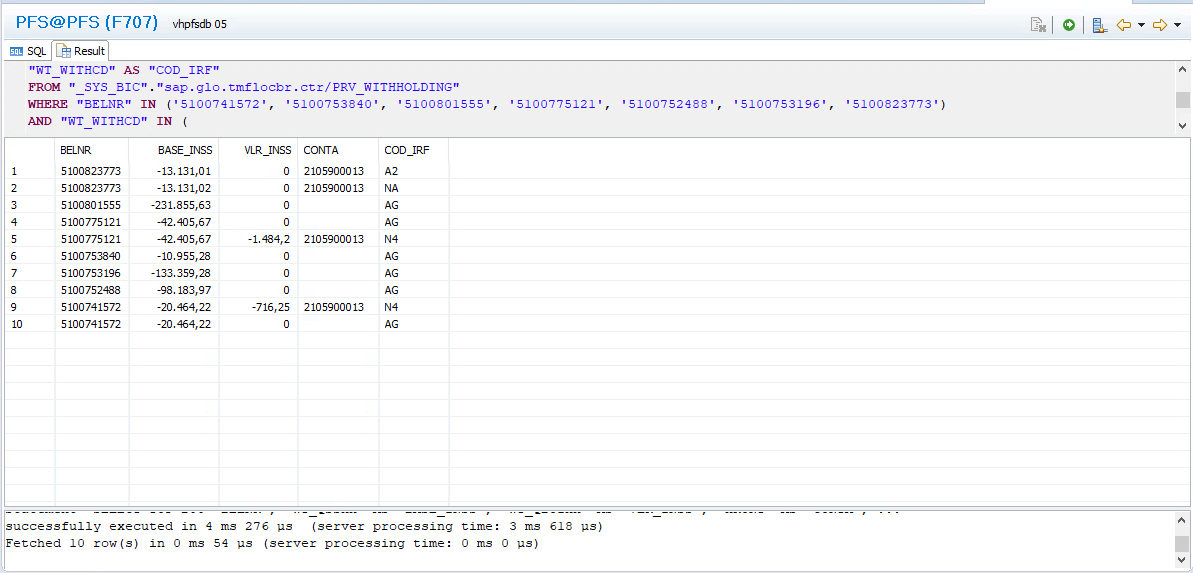 PFS@PFS (F707) vhpfsdb 05
SQL Result
"WT_WITHCD" AS "COD_IRF"
FROM "_SYS_BIC"."sap.glo.tmflocbr.ctr/PRV_WITHHOLDING"
WHERE "BELNR" IN ('5100741572', '5100753840', '5100801555', '5100775121', '5100752488', '5100753196', '5100823773')
AND "WT_WITHCD" IN (
BELNR BASE_INSS VLR_INSS CONTA COD_IRF
1 5100823773 -13.131,01 0 2105900013 A2
2 5100823773 -13.131,02 0 2105900013 NA
3 5100801555 -231.855,63 0 AG
4 5100775121 -42.405,67 0 AG
5 5100775121 -42.405,67 -1.484,2 2105900013 N4
6 5100753840 -10.955,28 0 AG
7 5100753196 -133.359,28 0 AG
8 5100752488 -98.183,97 0 AG
9 5100741572 -20.464,22 -716,25 2105900013 N4
10 5100741572 -20.464,22 0 AG
successfully executed in 4 ms 276 µs (server processing time: 3 ms 618 µs)
Fetched 10 row(s) in 0 ms 54 µs (server processing time: 0 ms 0 µs)